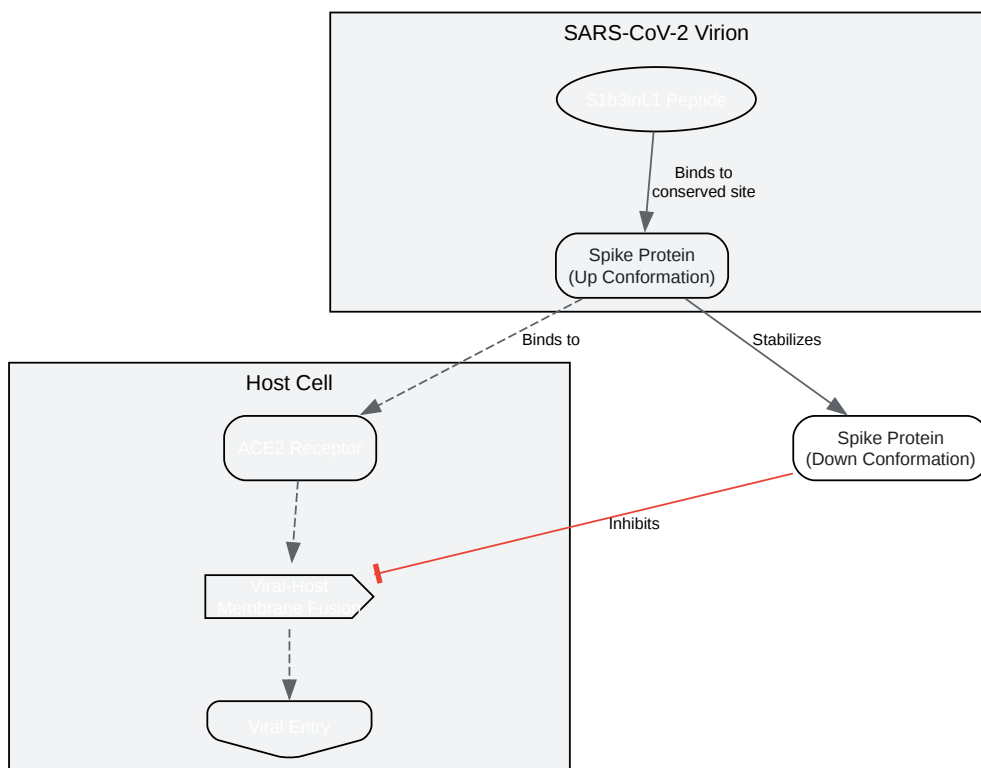 SARS-CoV-2 Virion
S1b3inL1 Peptide
Binds to
conserved site
Spike Protein
(Up Conformation)
Binds to
Stabilizes
Host Cell
ACE2 Receptor
Spike Protein
(Down Conformation)
Inhibits
Viral-Host
Membrane Fusion
Viral Entry